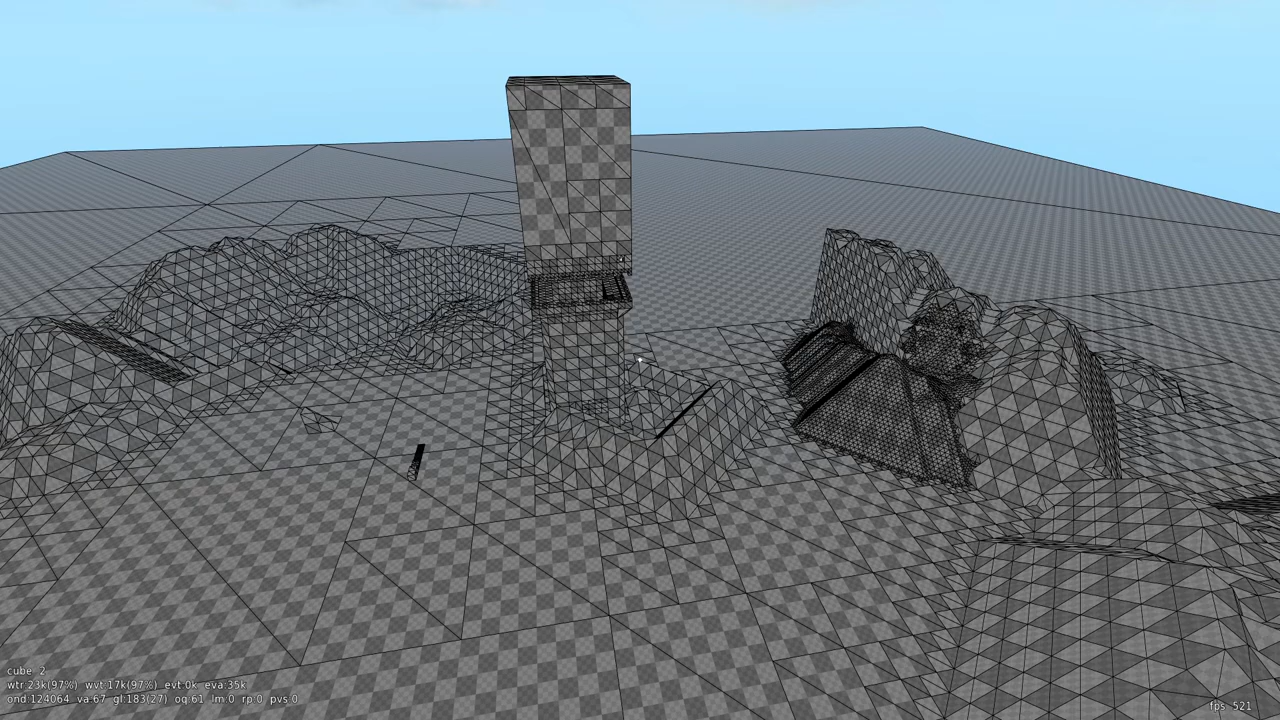 cube 2
wtr:23k(97%) wvt:17k(97%) evt:0k eva:35k
ond:124064 va:67 gl:183(27) oq:61 lm:0 rp:0 pvs:0
fps 521